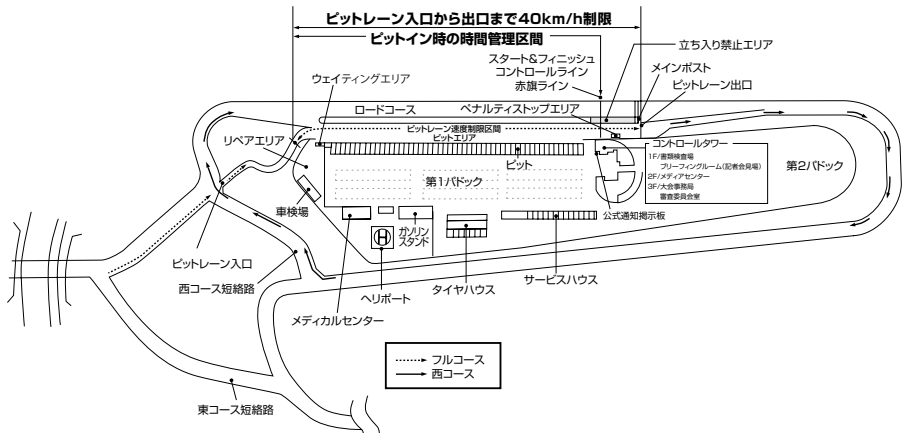 ピットレーン入口から出口まで40km/h制限
ピットイン時の時間管理区間
立ち入り禁止エリア
スタート&フィニッシュ
コントロールライン
赤旗ライン
メインポスト
ピットレーン出口
ウェイティングエリア
ロードコース
ペナルティストップエリア
ピットレーン速度制限区間
ピットエリア
リペアエリア
ピット
コントロールタワー
1F/書類検査場
ブリーフィングルーム(記者会見場)
2F/メディアセンター
3F/大会事務局
審査委員会室
第2パドック
第1パドック
車検場
ガソリン
スタンド
公式通知掲示板
H
ピットレーン入口
西コース短絡路
ヘリポート
タイヤハウス
サービスハウス
メディカルセンター
フルコース
西コース
東コース短絡路